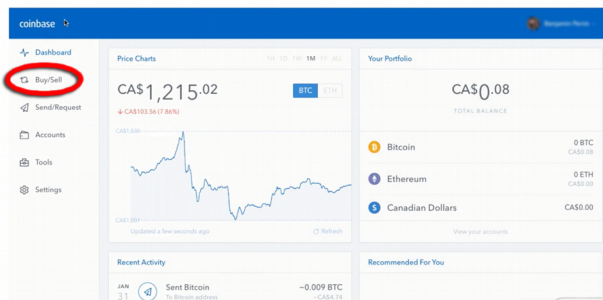 coinbase
Dashboard
Buy/Sell
Send/Request
Accounts
Tools
Settings
Price Charts
1H 1D 1W 1M 1Y ALL
CA$1,215.02
BTC ETH
CA$103.56 (7.86%)
Updated a few seconds ago
Refresh
Your Portfolio
CA$0.08
TOTAL BALANCE
Bitcoin
0 BTC
CA$0.08
Ethereum
0 ETH
CA$0.00
Canadian Dollars
CA$0.00
View your accounts
Recent Activity
JAN
31
Sent Bitcoin
To Bitcoin address
−0.009 BTC
−CA$4.74
Recommended For You